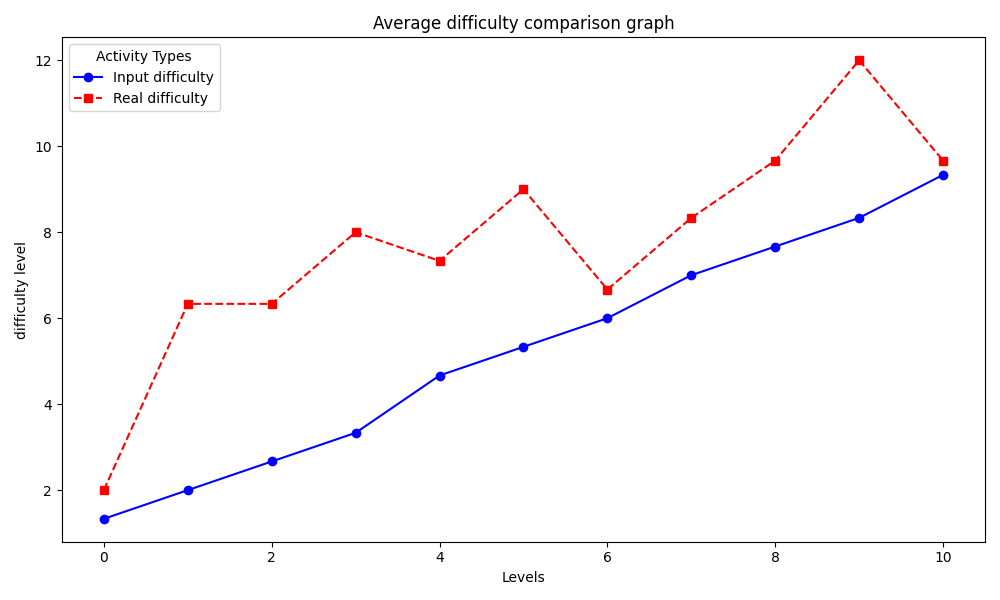 Average difficulty comparison graph
Activity Types
Input difficulty
Real difficulty
difficulty level
12
10
8
6
4
2
0 2 4 6 8 10
Levels